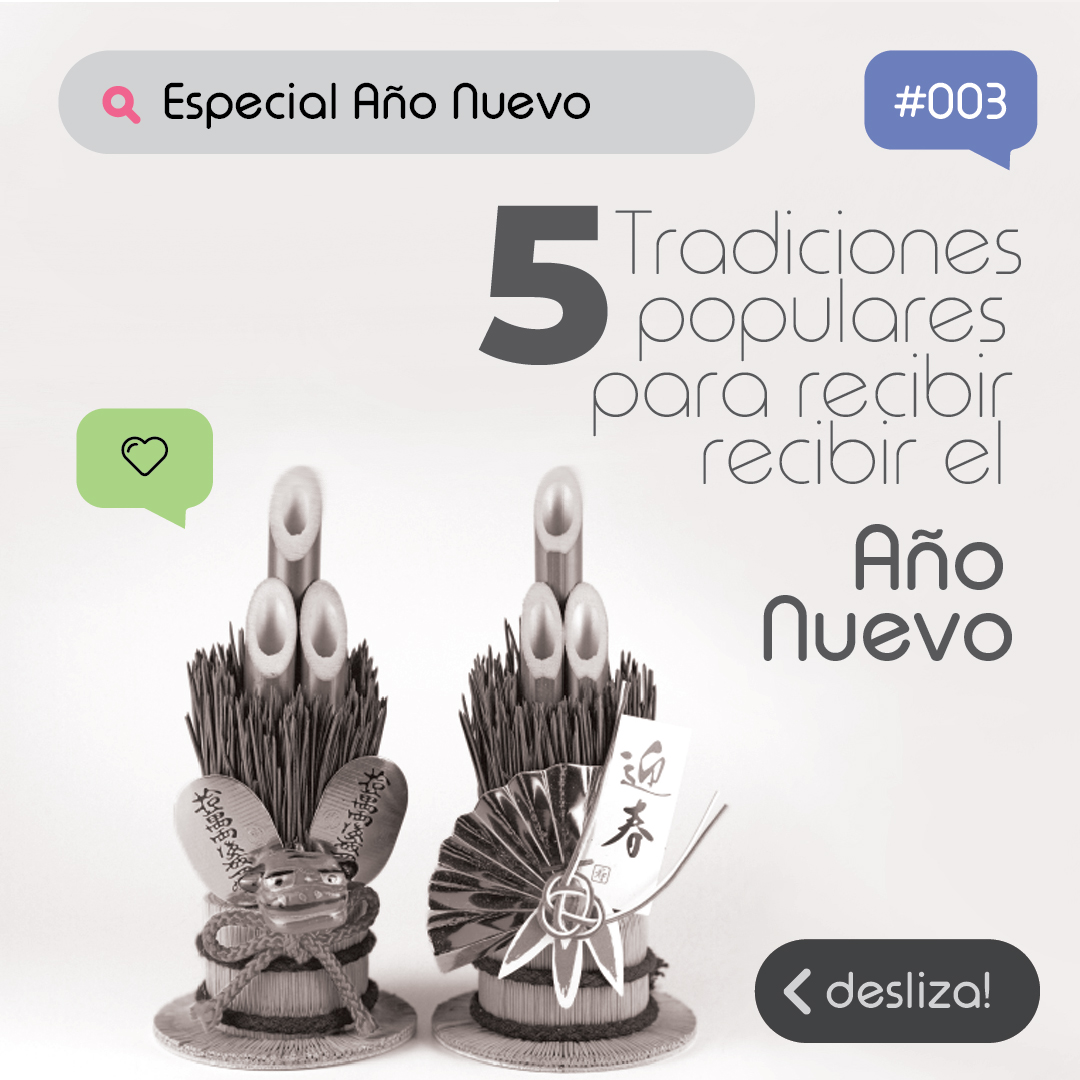 Especial Año Nuevo
#003
5 Tradiciones
populares
para recibir
recibir el
Año
Nuevo
迎
春
desliza!